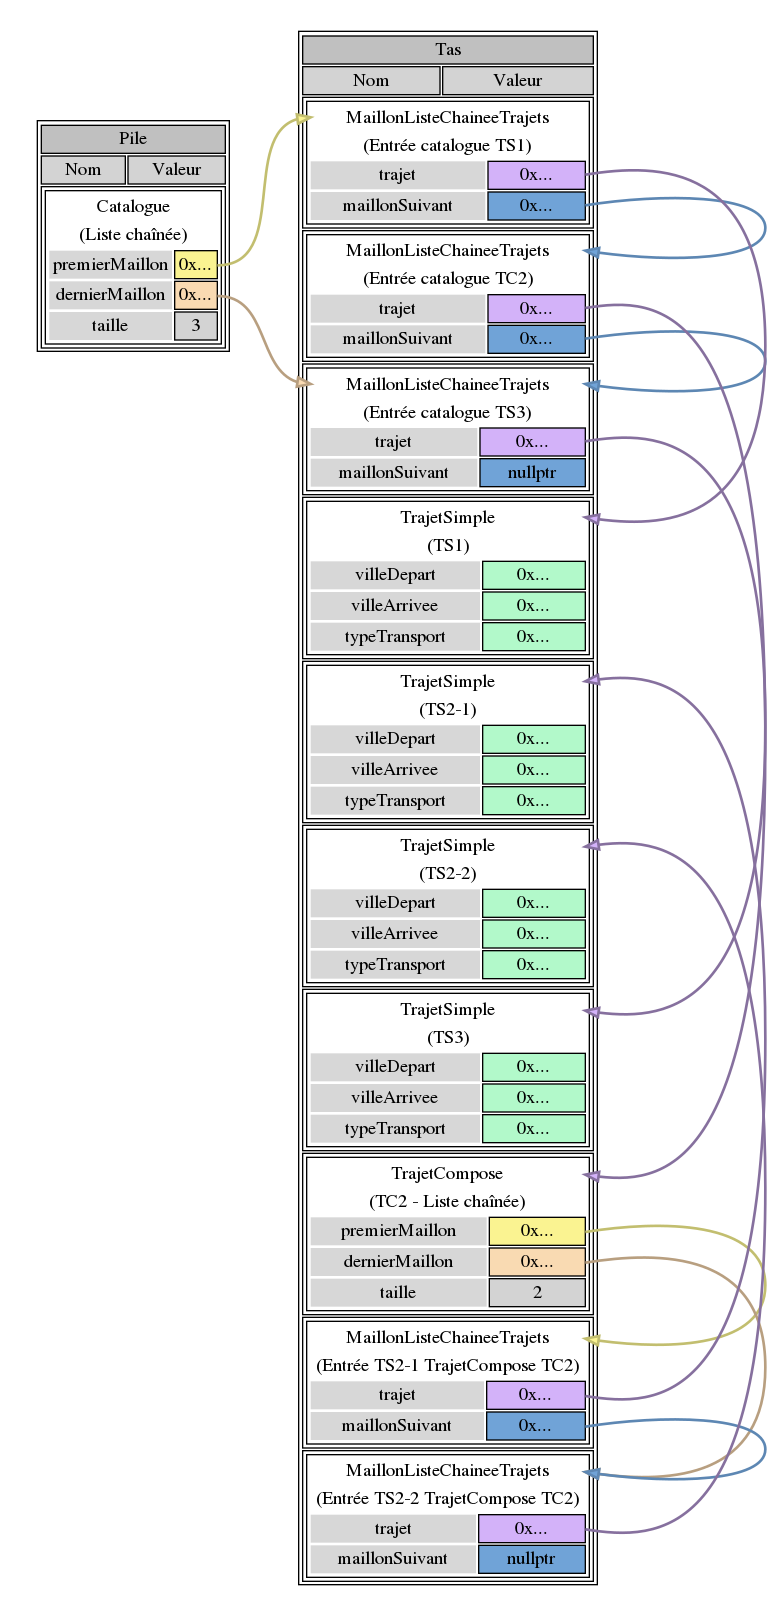 Pile
Nom Valeur
Catalogue
(Liste chaînée)
premierMaillon 0x...
dernierMaillon 0x...
taille 3
Tas
Nom Valeur
MaillonListeChaineeTrajets
(Entrée catalogue TS1)
trajet 0x...
maillonSuivant 0x...
MaillonListeChaineeTrajets
(Entrée catalogue TC2)
trajet 0x...
maillonSuivant 0x...
MaillonListeChaineeTrajets
(Entrée catalogue TS3)
trajet 0x...
maillonSuivant nullptr
TrajetSimple
(TS1)
villeDepart 0x...
villeArrivee 0x...
typeTransport 0x...
TrajetSimple
(TS2-1)
villeDepart 0x...
villeArrivee 0x...
typeTransport 0x...
TrajetSimple
(TS2-2)
villeDepart 0x...
villeArrivee 0x...
typeTransport 0x...
TrajetSimple
(TS3)
villeDepart 0x...
villeArrivee 0x...
typeTransport 0x...
TrajetCompose
(TC2 - Liste chaînée)
premierMaillon 0x...
dernierMaillon 0x...
taille 2
MaillonListeChaineeTrajets
(Entrée TS2-1 TrajetCompose TC2)
trajet 0x...
maillonSuivant 0x...
MaillonListeChaineeTrajets
(Entrée TS2-2 TrajetCompose TC2)
trajet 0x...
maillonSuivant nullptr